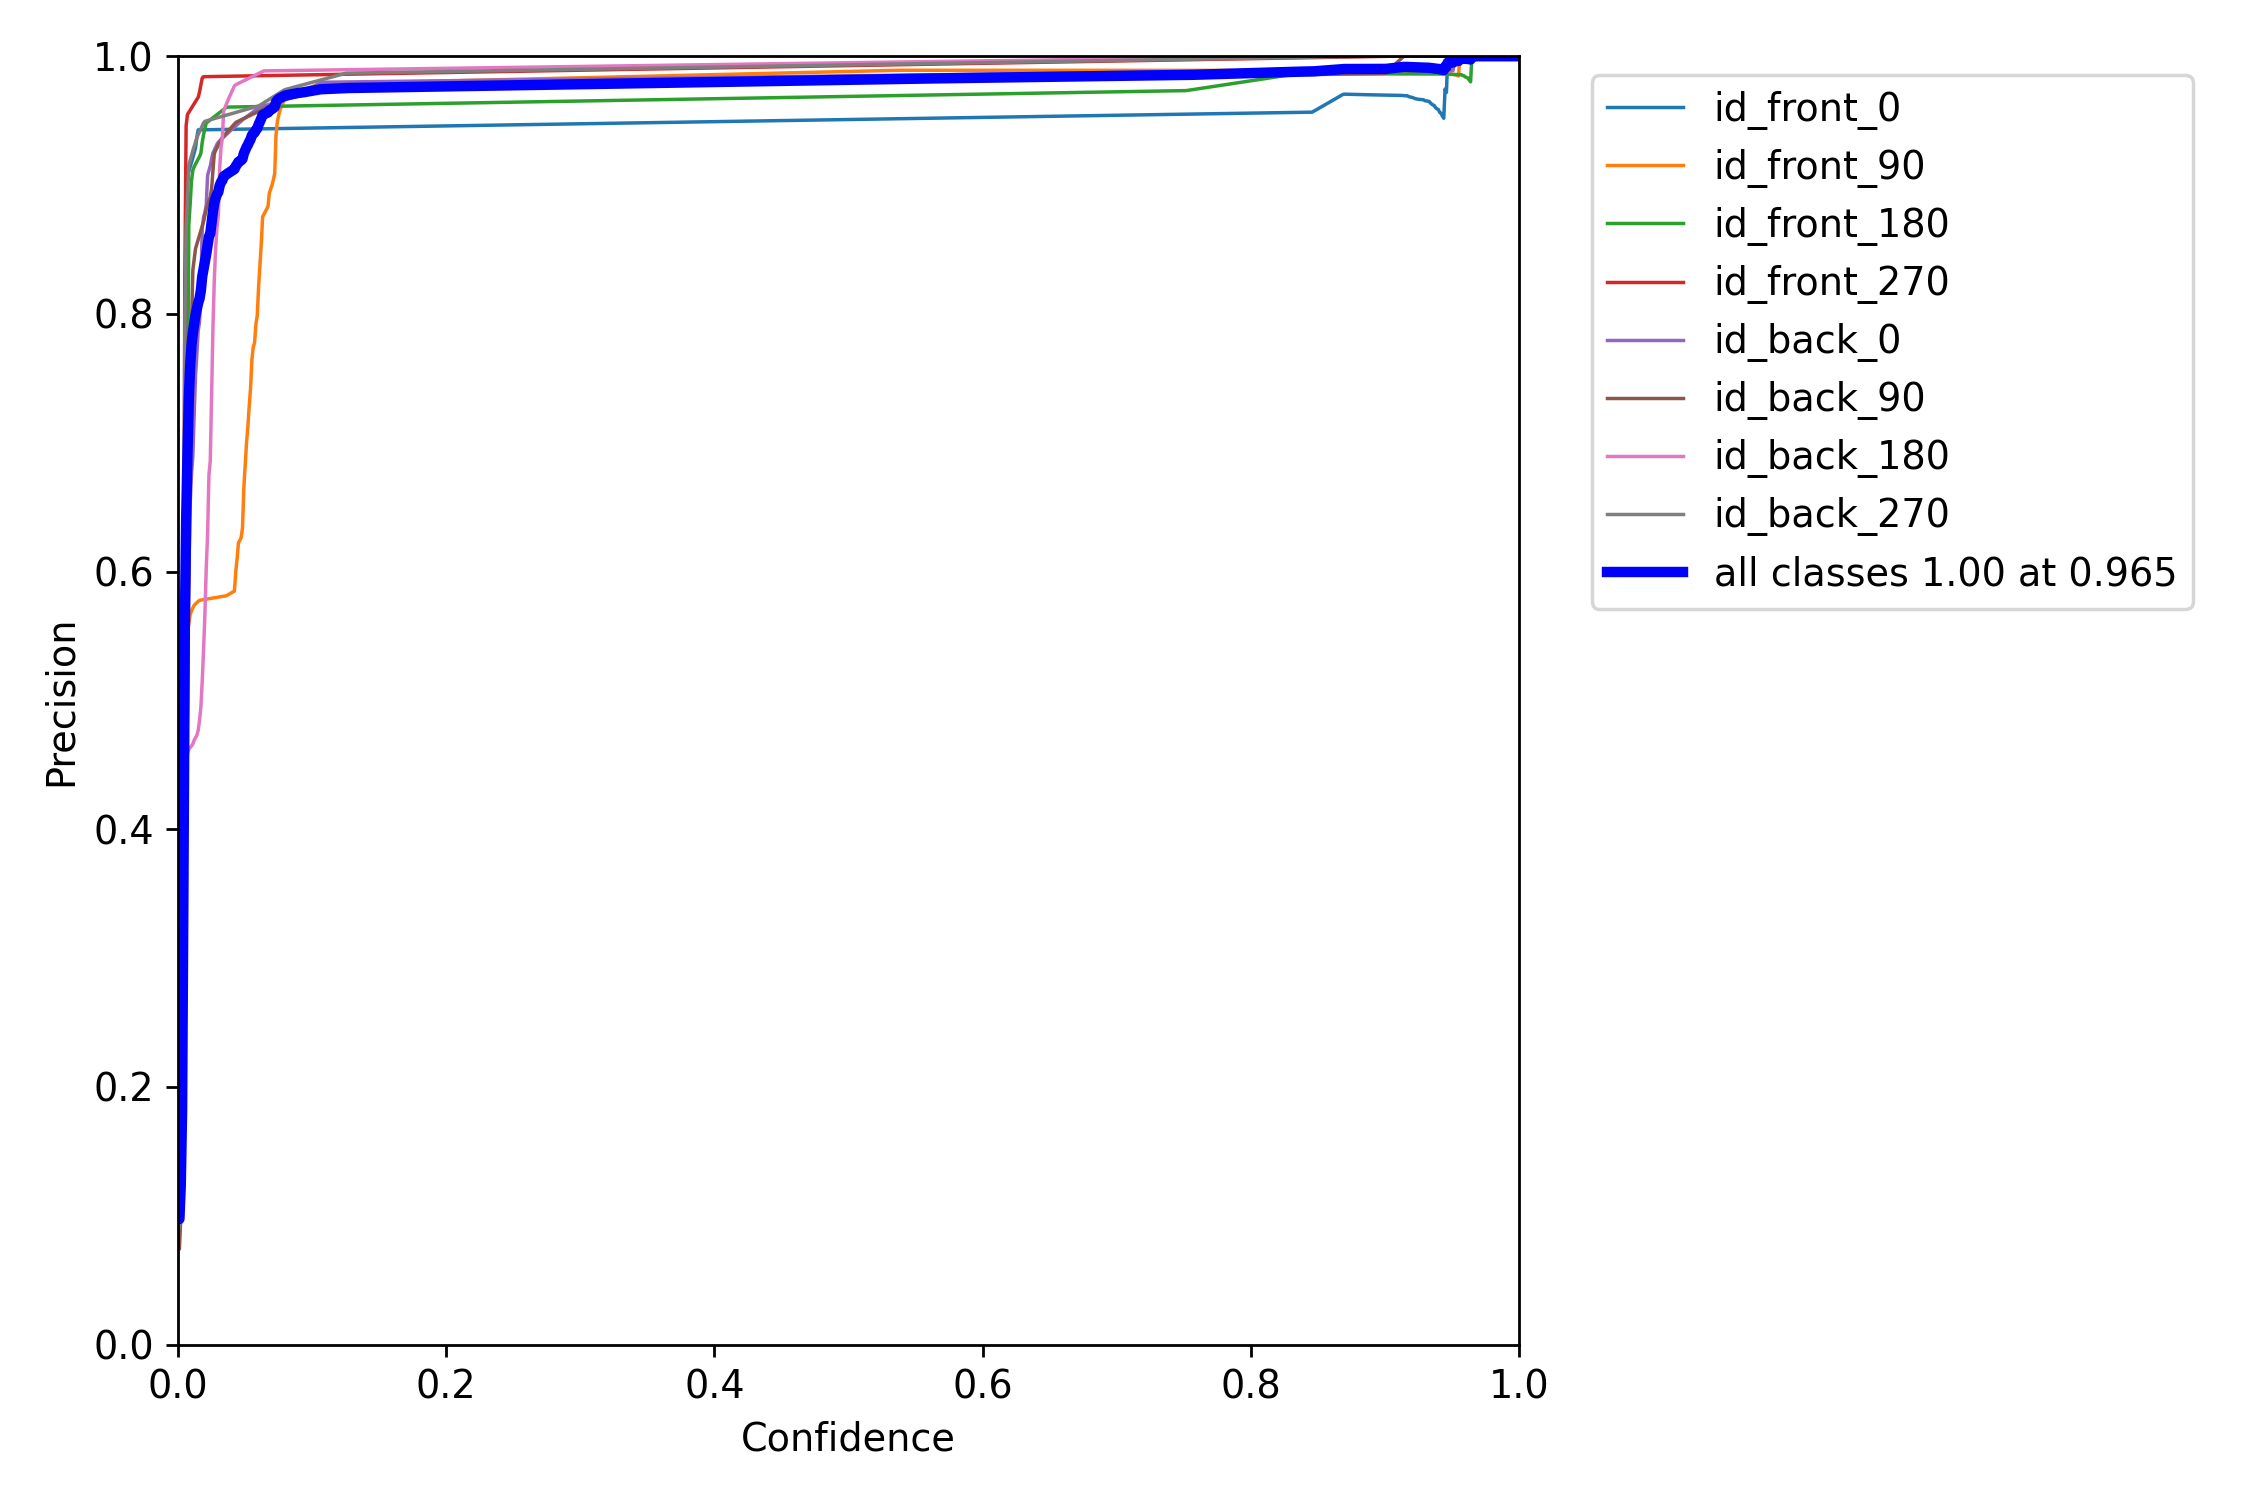 1.0
0.8
0.6
0.4
0.2
0.0
Precision
0.0 0.2 0.4 0.6 0.8 1.0
Confidence
id_front_0
id_front_90
id_front_180
id_front_270
id_back_0
id_back_90
id_back_180
id_back_270
all classes 1.00 at 0.965